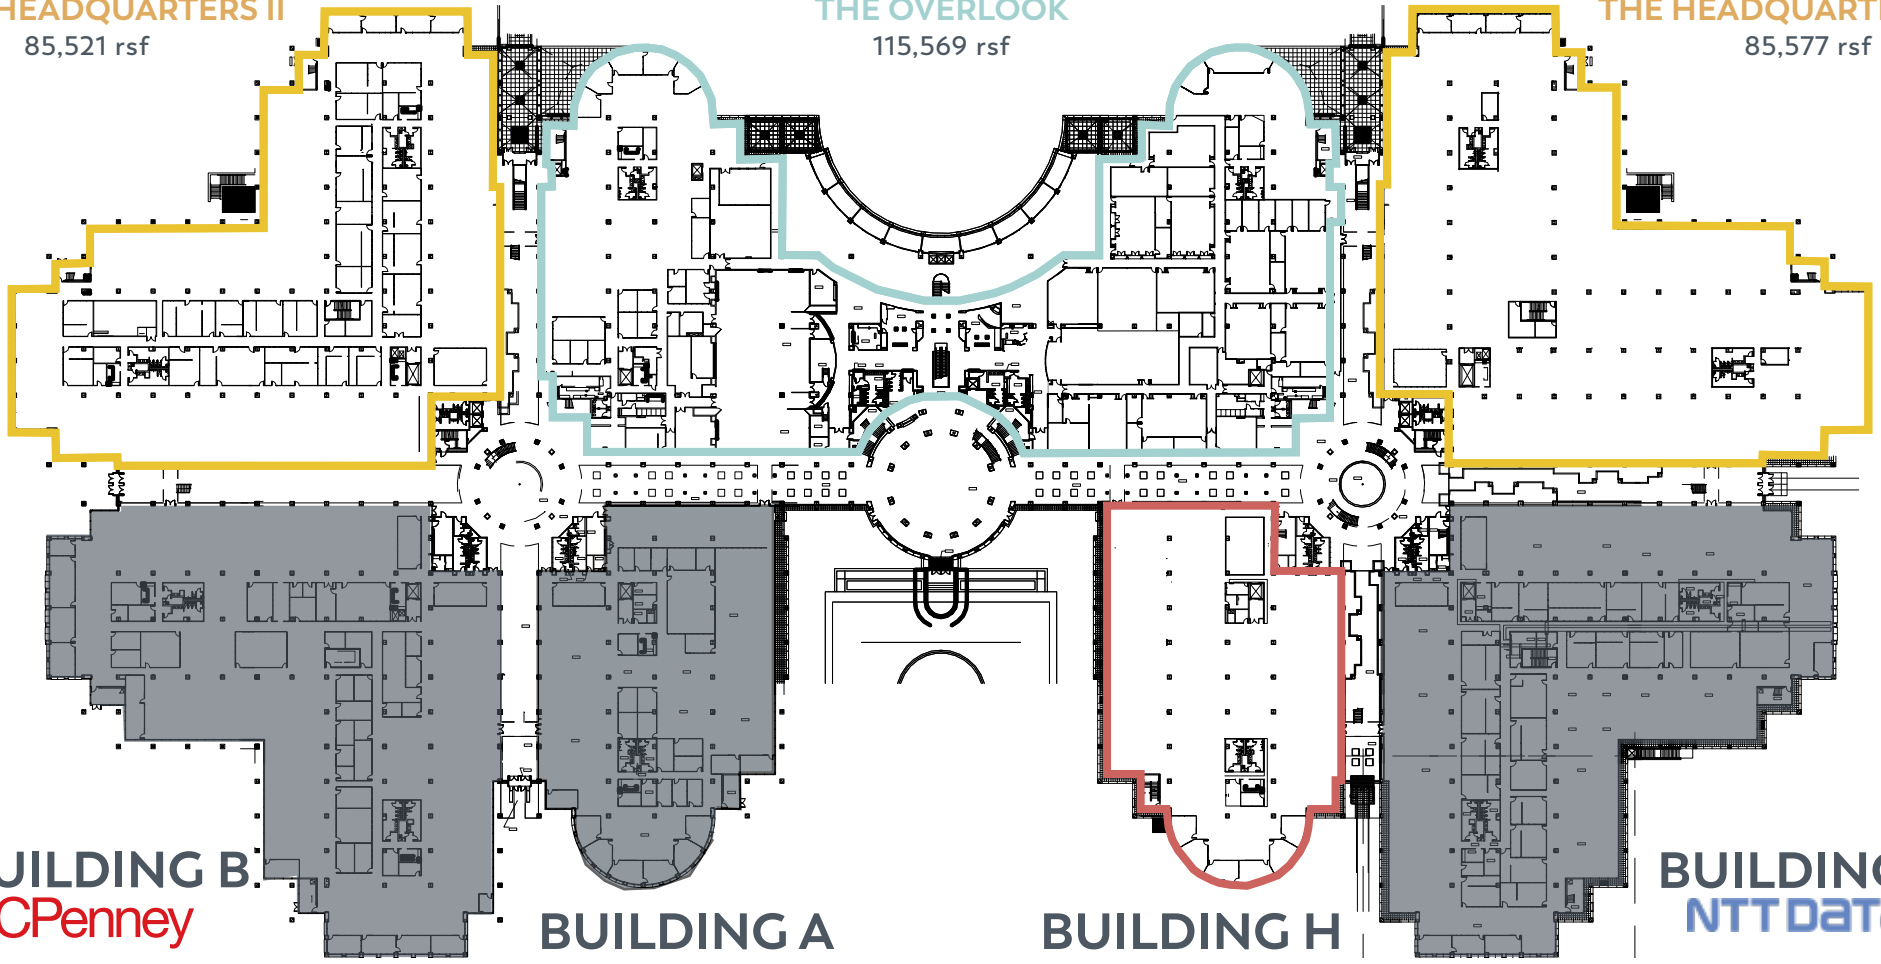 HEADQUARTERS II
85,521 rsf
THE OVERLOOK
115,569 rsf
THE HEADQUART
85,577 rsf
UILDING B
CPenney
BUILDING A
BUILDING H
BUILDING
NTT DaT